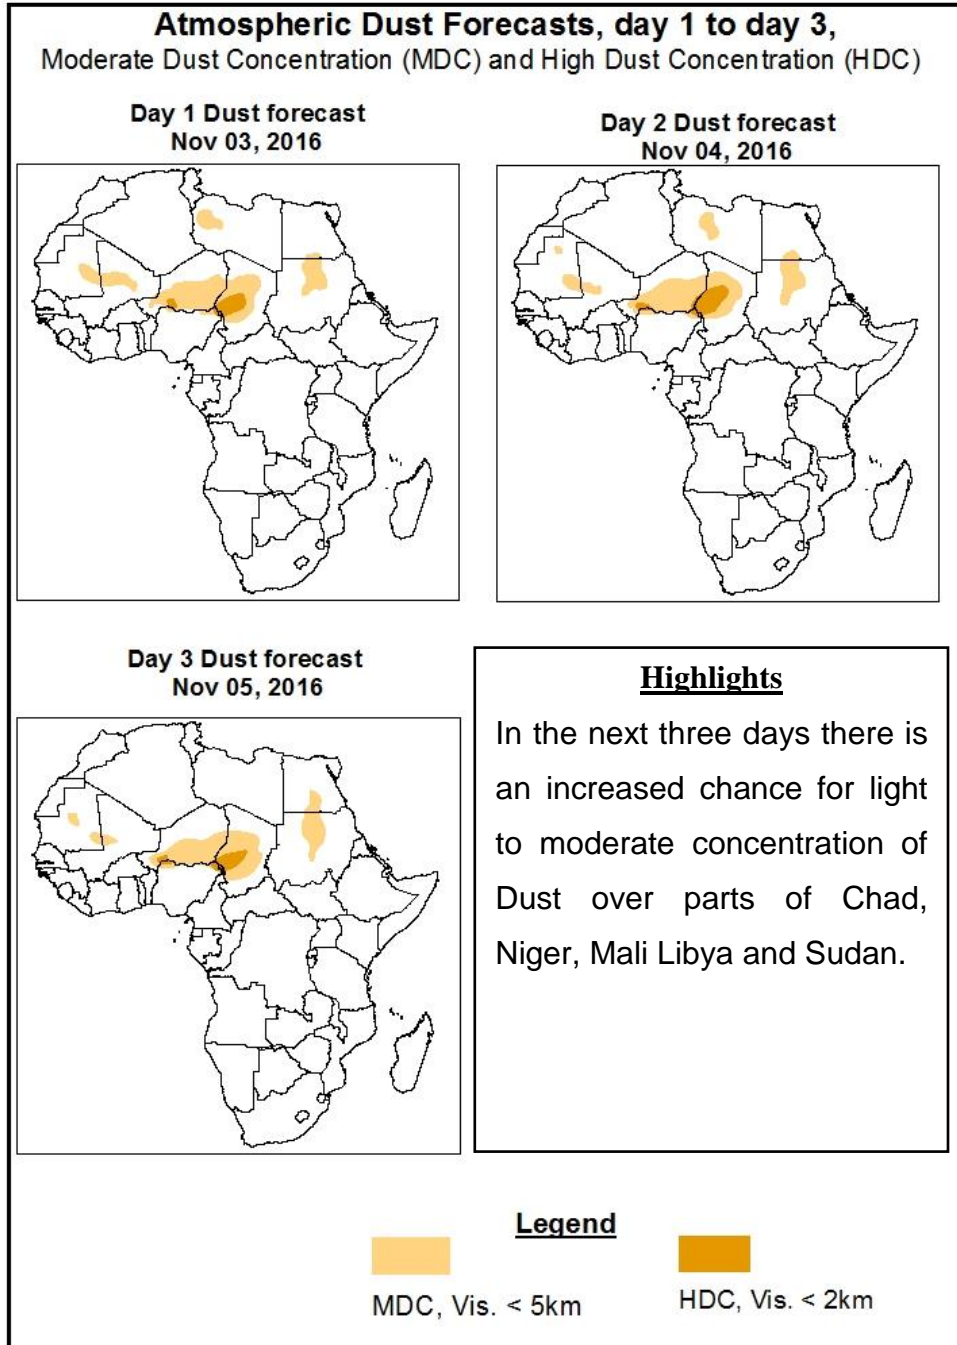 Atmospheric Dust Forecasts, day 1 to day 3,
Moderate Dust Concentration (MDC) and High Dust Concentration (HDC)
Day 1 Dust forecast
Nov 03, 2016
Day 2 Dust forecast
Nov 04, 2016
Day 3 Dust forecast
Nov 05, 2016
Highlights
In the next three days there is
an increased chance for light
to moderate concentration of
Dust over parts of Chad,
Niger, Mali Libya and Sudan.
Legend
MDC, Vis. < 5km
HDC, Vis. < 2km